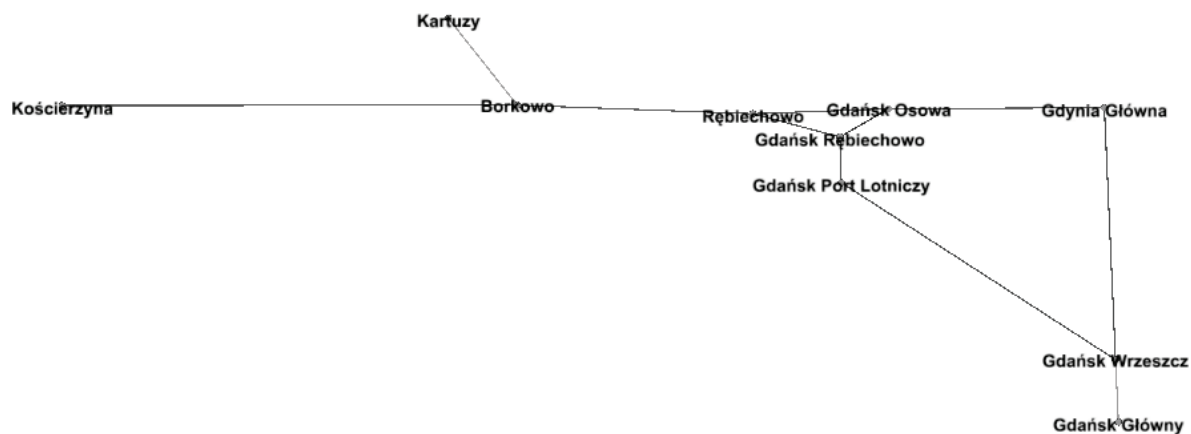 Kartuzy
Kościerzyna
Borkowo
Rębiechowo
Gdańsk Osowa
Gdynia Główna
Gdańsk Rębiechowo
Gdańsk Port Lotniczy
Gdańsk Wrzeszcz
Gdańsk Główny